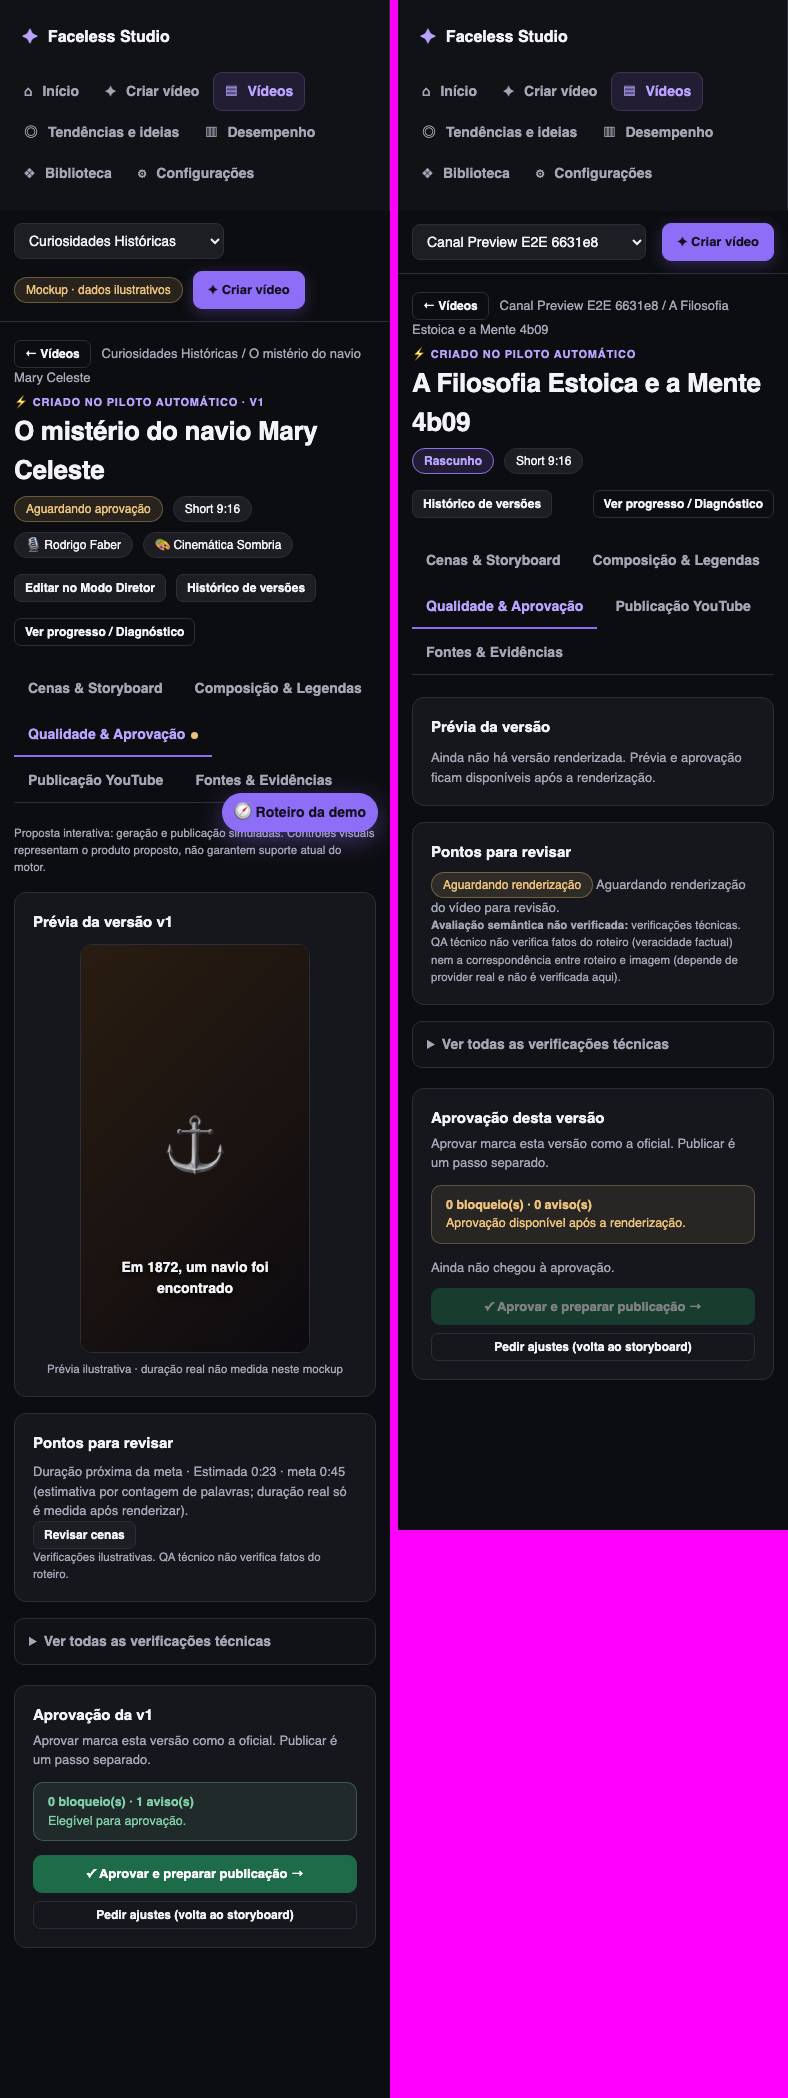 Faceless Studio
Início
Criar vídeo
Vídeos
Tendências e ideias
Desempenho
Biblioteca
Configurações
Curiosidades Históricas
Mockup · dados ilustrativos
✦ Criar vídeo
← Vídeos
Curiosidades Históricas / O mistério do navio
Mary Celeste
⚡ CRIADO NO PILOTO AUTOMÁTICO · V1
O mistério do navio Mary
Celeste
Aguardando aprovação
Short 9:16
Rodrigo Faber
Cinemática Sombria
Editar no Modo Diretor
Histórico de versões
Ver progresso / Diagnóstico
Cenas & Storyboard
Composição & Legendas
Qualidade & Aprovação
Publicação YouTube
Fontes & Evidências
Roteiro da demo
Proposta interativa: geração e publicação simuladas. Controles visuais
representam o produto proposto, não garantem suporte atual do
motor.
Prévia da versão v1
Em 1872, um navio foi
encontrado
Prévia ilustrativa · duração real não medida neste mockup
Pontos para revisar
Duração próxima da meta · Estimada 0:23 · meta 0:45
(estimativa por contagem de palavras; duração real só
é medida após renderizar).
Revisar cenas
Verificações ilustrativas. QA técnico não verifica fatos do
roteiro.
▶ Ver todas as verificações técnicas
Aprovação da v1
Aprovar marca esta versão como a oficial. Publicar é
um passo separado.
0 bloqueio(s) · 1 aviso(s)
Elegível para aprovação.
✓ Aprovar e preparar publicação →
Pedir ajustes (volta ao storyboard)
Faceless Studio
Início
Criar vídeo
Vídeos
Tendências e ideias
Desempenho
Biblioteca
Configurações
Canal Preview E2E 6631e8
✦ Criar vídeo
← Vídeos
Canal Preview E2E 6631e8 / A Filosofia
Estoica e a Mente 4b09
⚡ CRIADO NO PILOTO AUTOMÁTICO
A Filosofia Estoica e a Mente
4b09
Rascunho
Short 9:16
Histórico de versões
Ver progresso / Diagnóstico
Cenas & Storyboard
Composição & Legendas
Qualidade & Aprovação
Publicação YouTube
Fontes & Evidências
Prévia da versão
Ainda não há versão renderizada. Prévia e aprovação
ficam disponíveis após a renderização.
Pontos para revisar
Aguardando renderização
Aguardando renderização
do vídeo para revisão.
Avaliação semântica não verificada: verificações técnicas.
QA técnico não verifica fatos do roteiro (veracidade factual)
nem a correspondência entre roteiro e imagem (depende de
provider real e não é verificada aqui).
▶ Ver todas as verificações técnicas
Aprovação desta versão
Aprovar marca esta versão como a oficial. Publicar é
um passo separado.
0 bloqueio(s) · 0 aviso(s)
Aprovação disponível após a renderização.
Ainda não chegou à aprovação.
✓ Aprovar e preparar publicação →
Pedir ajustes (volta ao storyboard)